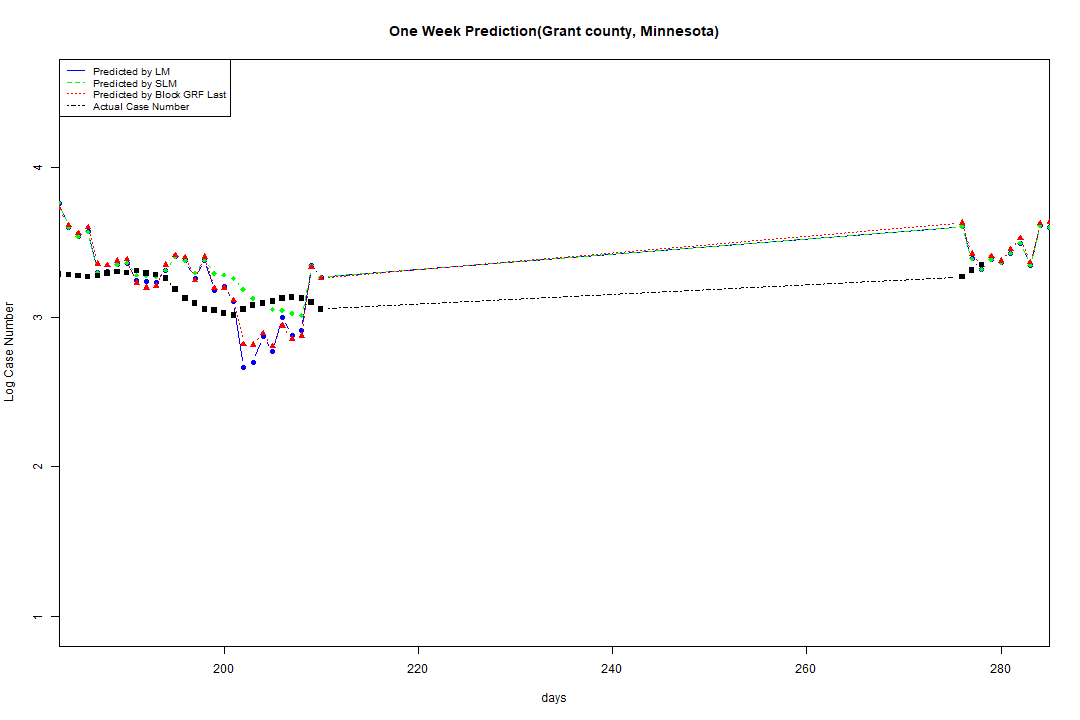 One Week Prediction(Grant county, Minnesota)
Predicted by LM
Predicted by SLM
Predicted by Block GRF Last
Actual Case Number
4
3
2
1
Log Case Number
200
220
240
260
280
days